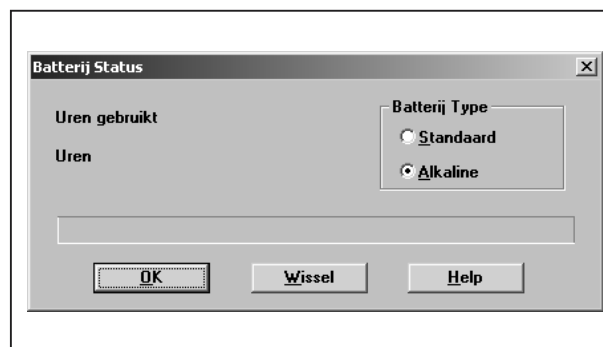 Batterij Status
Uren gebruikt
Uren
Batterij Type
Standaard
Alkaline
OK
Wissel
Help